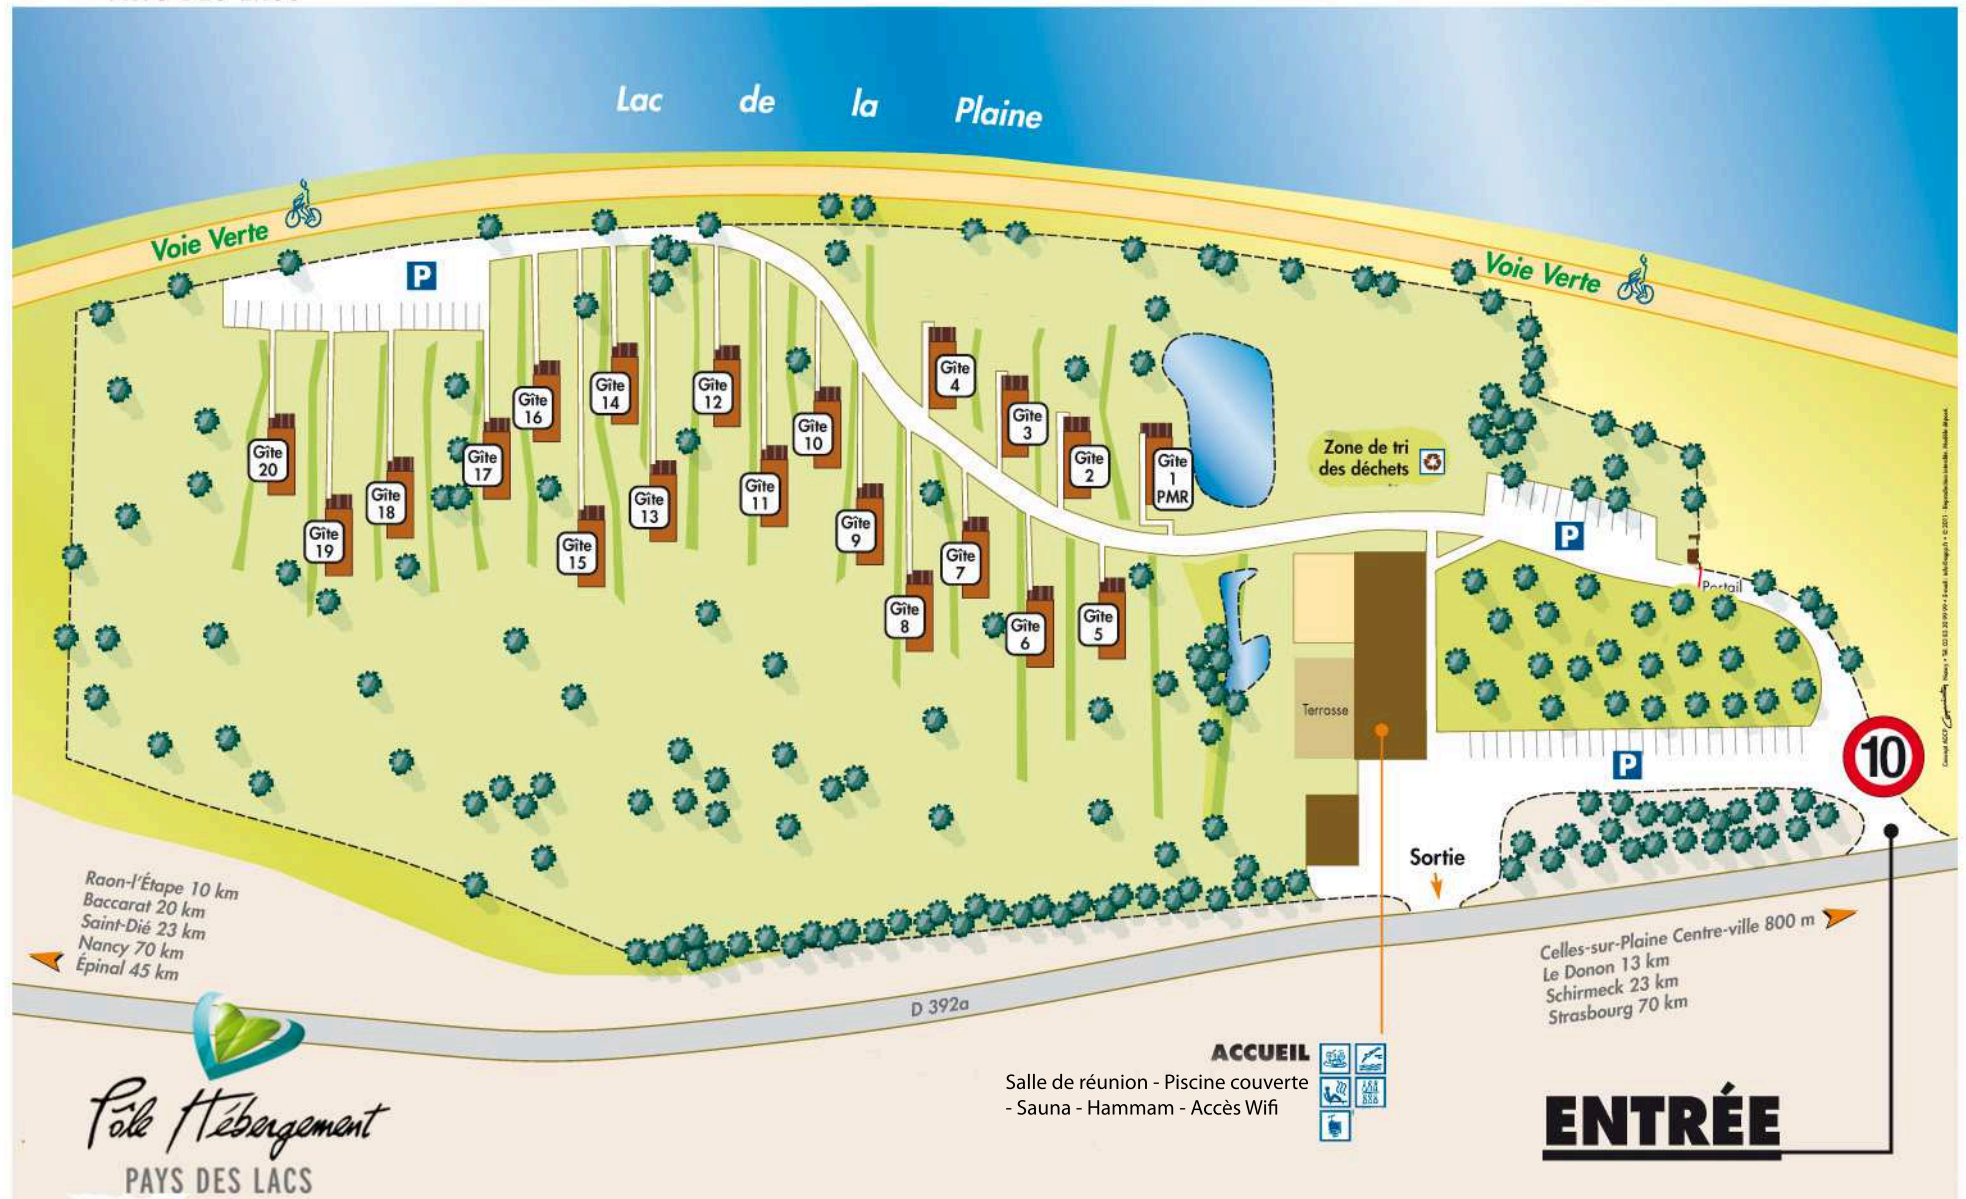 Lac de la Plaine
Voie Verte
Voie Verte
P
Gîte
4
Gîte
16
Gîte
14
Gîte
12
Gîte
3
Gîte
10
Gîte
20
Gîte
17
Gîte
2
Gîte
1
PMR
Zone de tri
des déchets
Gîte
18
Gîte
13
Gîte
11
Gîte
19
Gîte
15
Gîte
9
Gîte
7
P
Portail
Gîte
8
Gîte
6
Gîte
5
Terrasse
P
10
Sortie
Raon-l'Étape 10 km
Baccarat 20 km
Saint-Dié 23 km
Nancy 70 km
Épinal 45 km
Celles-sur-Plaine Centre-ville 800 m
Le Donon 13 km
Schirmeck 23 km
Strasbourg 70 km
D 392a
ACCUEIL
Salle de réunion - Piscine couverte
- Sauna - Hammam - Accès Wifi
ENTRÉE
Pôle Hébergement
PAYS DES LACS